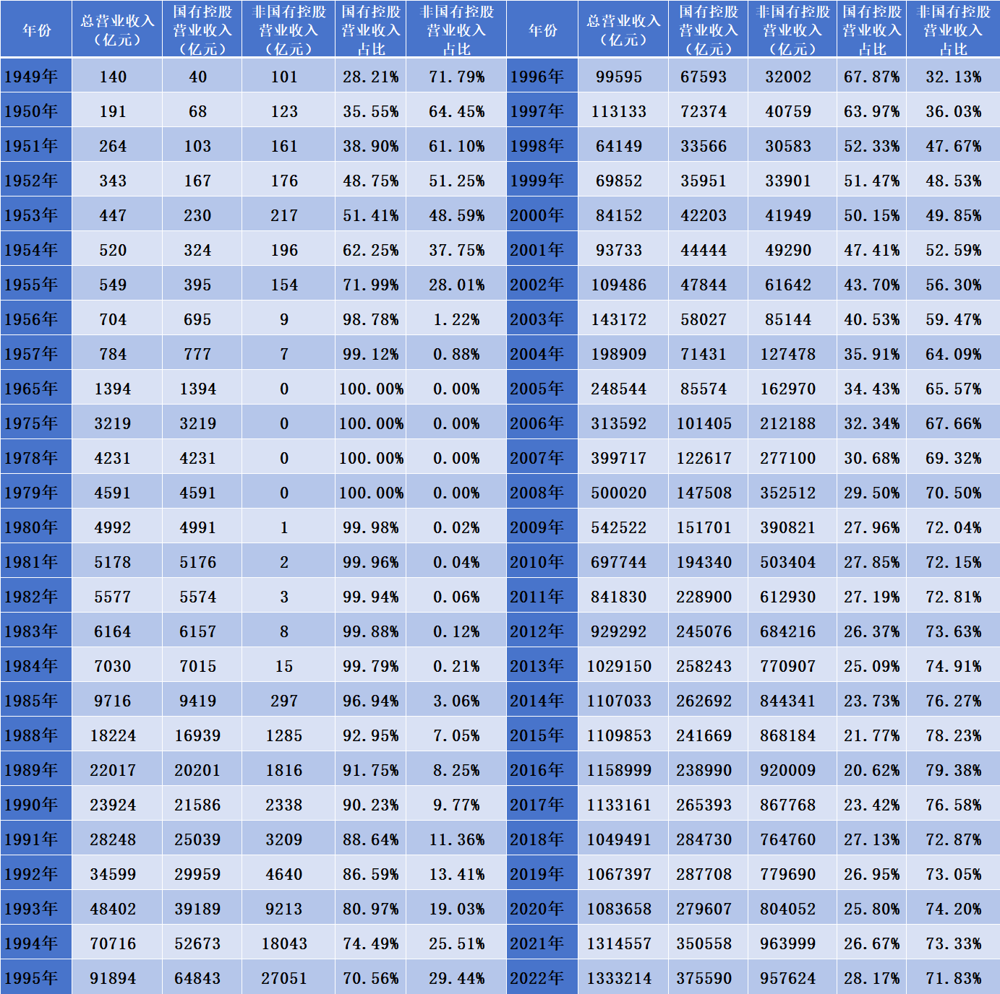 年份 总营业收入（亿元） 国有控股营业收入（亿元） 非国有控股营业收入（亿元） 国有控股营业收入占比 非国有控股营业收入占比 年份 总营业收入（亿元） 国有控股营业收入（亿元） 非国有控股营业收入（亿元） 国有控股营业收入占比 非国有控股营业收入占比
1949年 140 40 101 28.21% 71.79% 1996年 99595 67593 32002 67.87% 32.13%
1950年 191 68 123 35.55% 64.45% 1997年 113133 72374 40759 63.97% 36.03%
1951年 264 103 161 38.90% 61.10% 1998年 64149 33566 30583 52.33% 47.67%
1952年 343 167 176 48.75% 51.25% 1999年 69852 35951 33901 51.47% 48.53%
1953年 447 230 217 51.41% 48.59% 2000年 84152 42203 41949 50.15% 49.85%
1954年 520 324 196 62.25% 37.75% 2001年 93733 44444 49290 47.41% 52.59%
1955年 549 395 154 71.99% 28.01% 2002年 109486 47844 61642 43.70% 56.30%
1956年 704 695 9 98.78% 1.22% 2003年 143172 58027 85144 40.53% 59.47%
1957年 784 777 7 99.12% 0.88% 2004年 198909 71431 127478 35.91% 64.09%
1965年 1394 1394 0 100.00% 0.00% 2005年 248544 85574 162970 34.43% 65.57%
1975年 3219 3219 0 100.00% 0.00% 2006年 313592 101405 212188 32.34% 67.66%
1978年 4231 4231 0 100.00% 0.00% 2007年 399717 122617 277100 30.68% 69.32%
1979年 4591 4591 0 100.00% 0.00% 2008年 500020 147508 352512 29.50% 70.50%
1980年 4992 4991 1 99.98% 0.02% 2009年 542522 151701 390821 27.96% 72.04%
1981年 5178 5176 2 99.96% 0.04% 2010年 697744 194340 503404 27.85% 72.15%
1982年 5577 5574 3 99.94% 0.06% 2011年 841830 228900 612930 27.19% 72.81%
1983年 6164 6157 8 99.88% 0.12% 2012年 929292 245076 684216 26.37% 73.63%
1984年 7030 7015 15 99.79% 0.21% 2013年 1029150 258243 770907 25.09% 74.91%
1985年 9716 9419 297 96.94% 3.06% 2014年 1107033 262692 844341 23.73% 76.27%
1988年 18224 16939 1285 92.95% 7.05% 2015年 1109853 241669 868184 21.77% 78.23%
1989年 22017 20201 1816 91.75% 8.25% 2016年 1158999 238990 920009 20.62% 79.38%
1990年 23924 21586 2338 90.23% 9.77% 2017年 1133161 265393 867768 23.42% 76.58%
1991年 28248 25039 3209 88.64% 11.36% 2018年 1049491 284730 764760 27.13% 72.87%
1992年 34599 29959 4640 86.59% 13.41% 2019年 1067397 287708 779690 26.95% 73.05%
1993年 48402 39189 9213 80.97% 19.03% 2020年 1083658 279607 804052 25.80% 74.20%
1994年 70716 52673 18043 74.49% 25.51% 2021年 1314557 350558 963999 26.67% 73.33%
1995年 91894 64843 27051 70.56% 29.44% 2022年 1333214 375590 957624 28.17% 71.83%